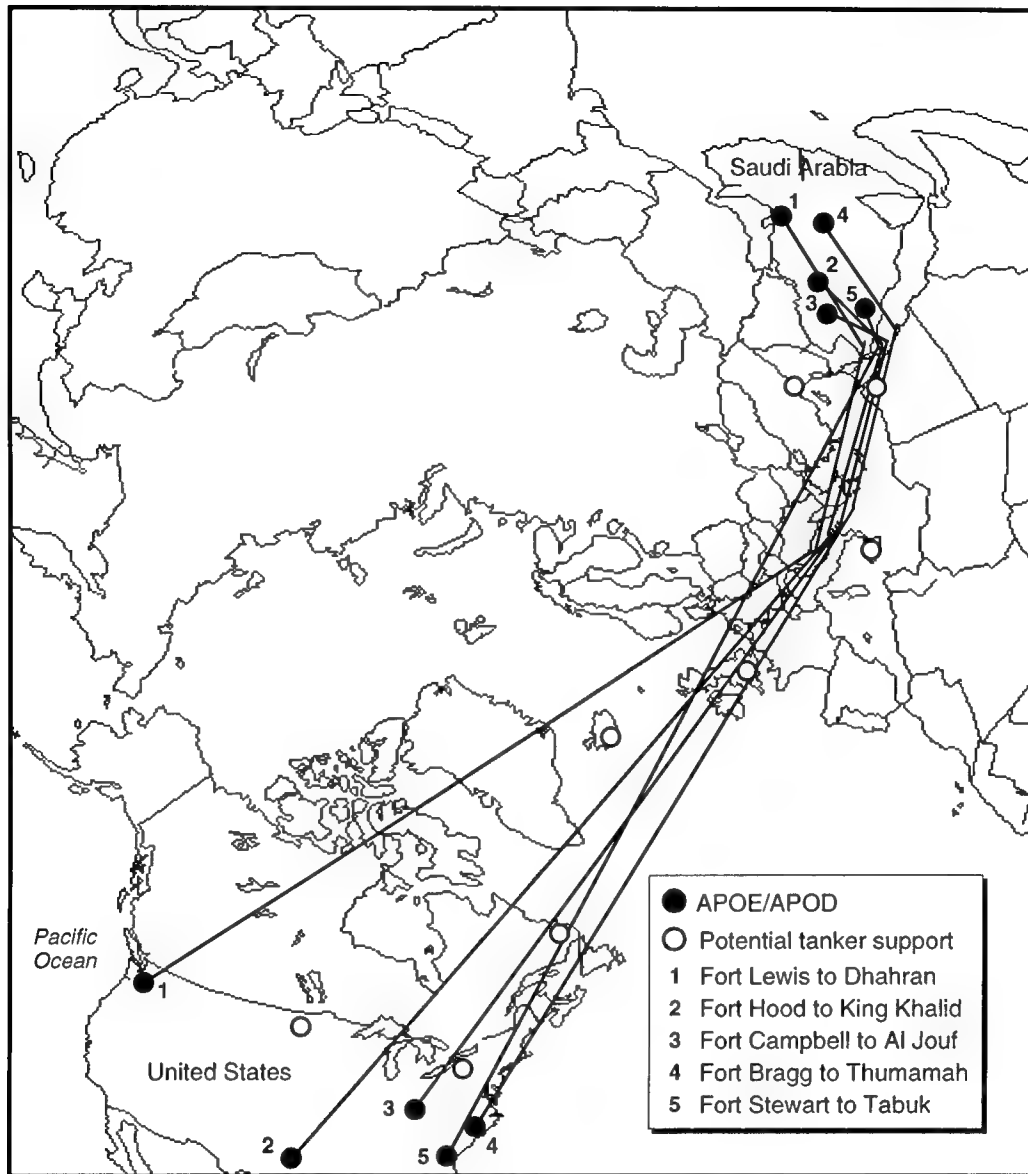 Saudi Arabia
1
4
2
3
5
Pacific
Ocean
1
United States
3
2
5
4
APOE/APOD
Potential tanker support
1 Fort Lewis to Dhahran
2 Fort Hood to King Khalid
3 Fort Campbell to Al Jouf
4 Fort Bragg to Thumamah
5 Fort Stewart to Tabuk